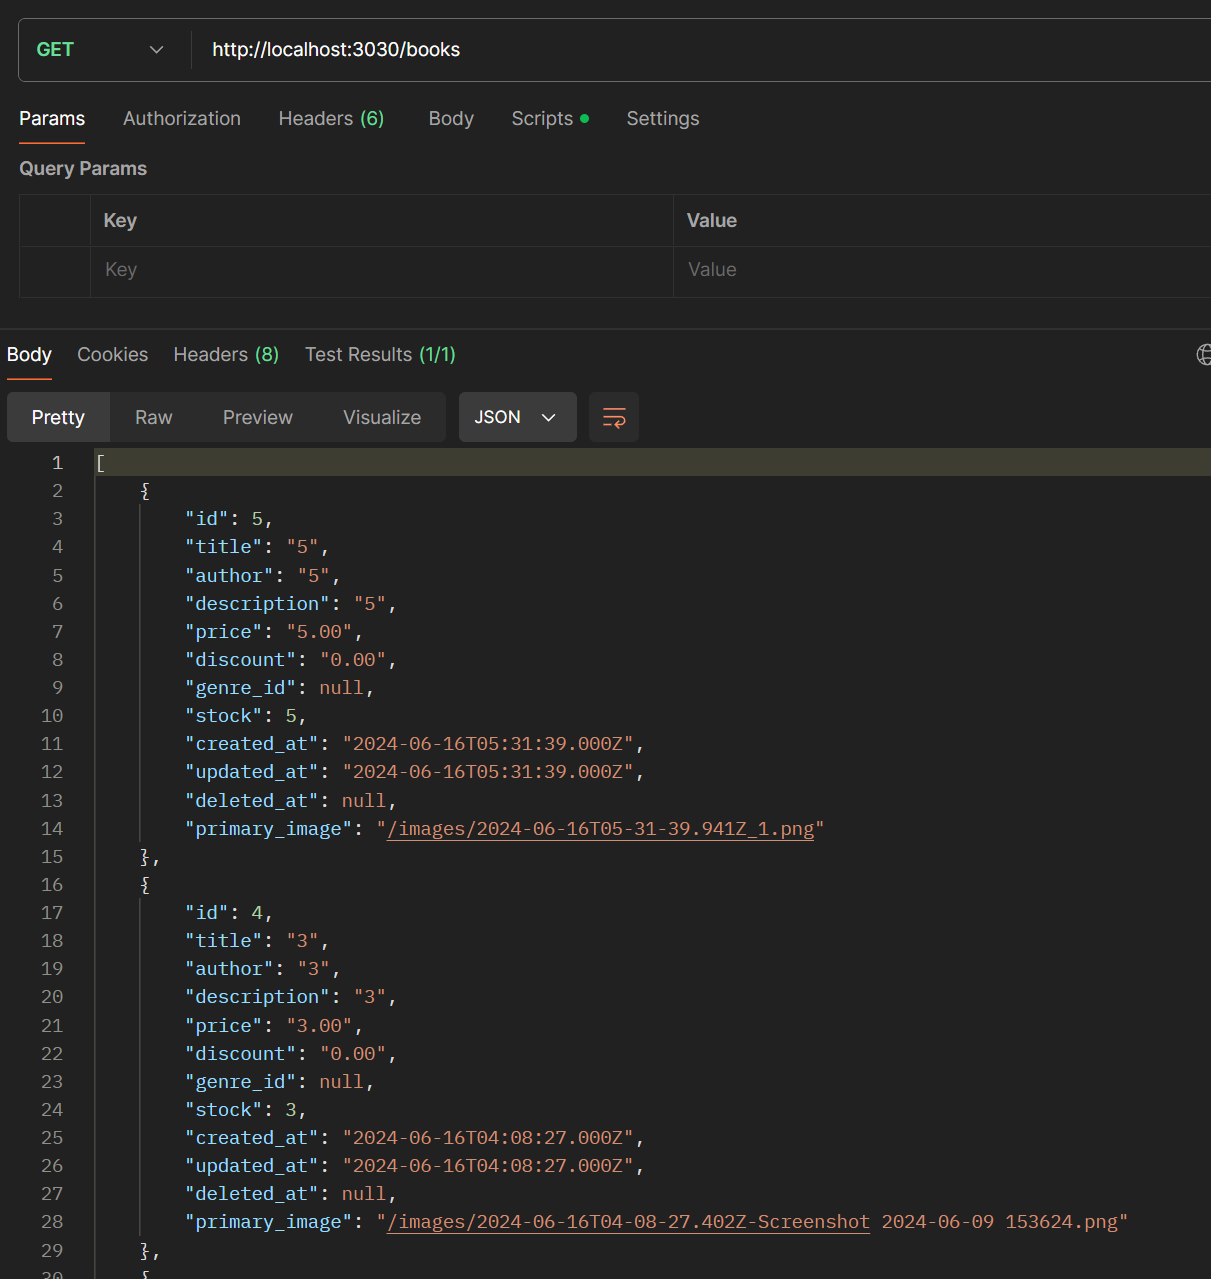 GET http://localhost:3030/books
Params Authorization Headers (6) Body Scripts Settings
Query Params
Key Value
Key Value
Body Cookies Headers (8) Test Results (1/1)
Pretty Raw Preview Visualize JSON
1 [
2 {
3 "id": 5,
4 "title": "5",
5 "author": "5",
6 "description": "5",
7 "price": "5.00",
8 "discount": "0.00",
9 "genre_id": null,
10 "stock": 5,
11 "created_at": "2024-06-16T05:31:39.000Z",
12 "updated_at": "2024-06-16T05:31:39.000Z",
13 "deleted_at": null,
14 "primary_image": "/images/2024-06-16T05-31-39.941Z_1.png"
15 },
16 {
17 "id": 4,
18 "title": "3",
19 "author": "3",
20 "description": "3",
21 "price": "3.00",
22 "discount": "0.00",
23 "genre_id": null,
24 "stock": 3,
25 "created_at": "2024-06-16T04:08:27.000Z",
26 "updated_at": "2024-06-16T04:08:27.000Z",
27 "deleted_at": null,
28 "primary_image": "/images/2024-06-16T04-08-27.402Z-Screenshot 2024-06-09 153624.png"
29 },
30 {